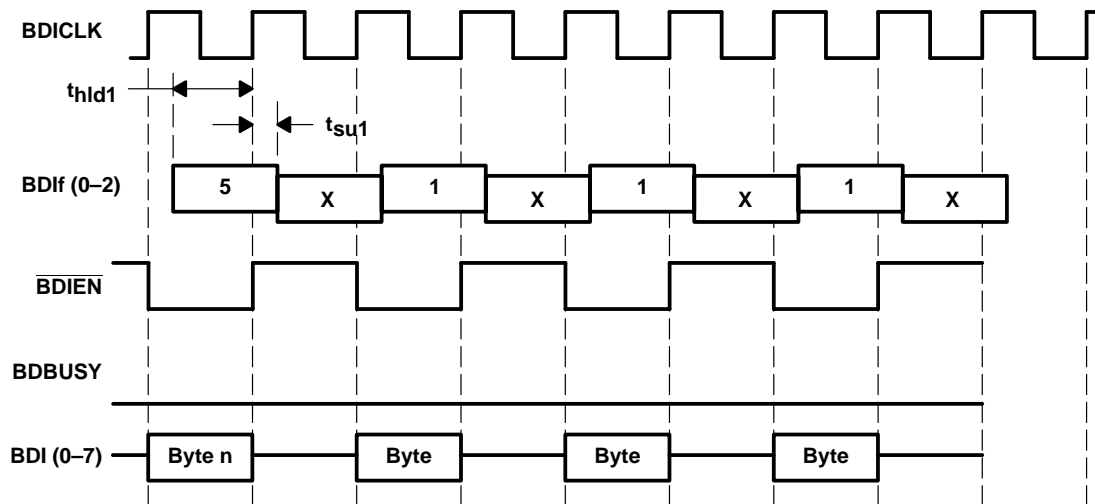 BDICLK
thld1
tsu1
BDIf (0–2) 5 X 1 X 1 X 1 X
BDIEN
BDBUSY
BDI (0–7) Byte n Byte Byte Byte